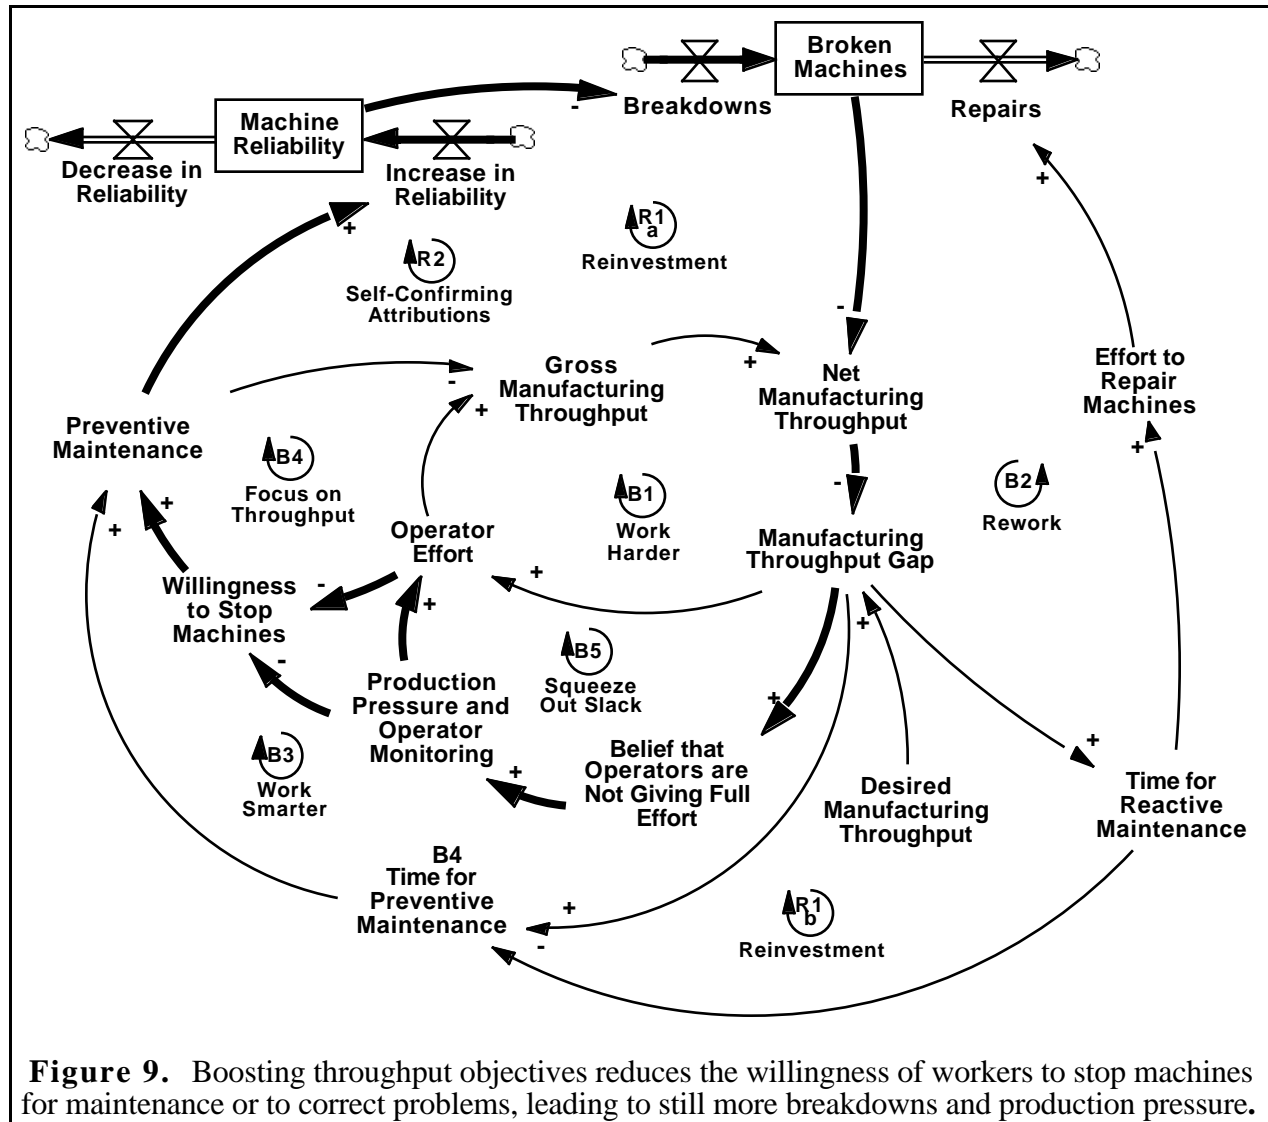 Broken
Machines
Breakdowns
Repairs
-
Machine
Reliability
Decrease in
Reliability
Increase in
Reliability
+
+
R1
a
Reinvestment
R2
Self-Confirming
Attributions
-
Gross
Manufacturing
Throughput
+
-
+
Net
Manufacturing
Throughput
Effort to
Repair
Machines
+
Preventive
Maintenance
B4
Focus on
Throughput
+
+
-
B1
Work
Harder
B2
Rework
Operator
Effort
Manufacturing
Throughput Gap
+
Willingness
to Stop
Machines
-
+
+
-
B5
Squeeze
Out Slack
Production
Pressure and
Operator
Monitoring
+
+
B3
Work
Smarter
+
Belief that
Operators are
Not Giving Full
Effort
Desired
Manufacturing
Throughput
Time for
Reactive
Maintenance
B4
Time for
Preventive
Maintenance
+
-
R1
b
Reinvestment
Figure 9. Boosting throughput objectives reduces the willingness of workers to stop machines
for maintenance or to correct problems, leading to still more breakdowns and production pressure.